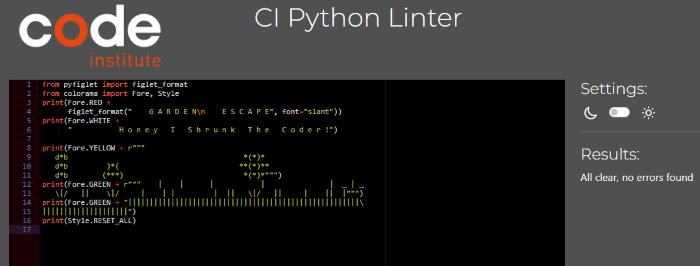 code
institute
CI Python Linter
1 from pyfiglet import figlet_format
2 from colorama import Fore, Style
3 print(Fore.RED +
4 figlet_format("    G A R D E N\n    E S C A P E", font="slant"))
5 print(Fore.WHITE +
6 "           H o n e y   I   S h r u n k   T h e   C o d e r !")
7
8 print(Fore.YELLOW + r"""
9    d*b                                            *(*)*
10    d*b         )*(                               **(*)**
11    d*b        (***)                               *(*)*""")
12 print(Fore.GREEN + r"""    |     |       |           |                |  _ | _
13    \|/   ||    \|/     |    | |          |  ||   \|/   ||      |     ||  |""")
14 print(Fore.GREEN + "||||||||||||||||||||||||||||||||||||||||||||||||||||||\
15 ||||||||||||||||||||")
16 print(Style.RESET_ALL)
17
Settings:
Results:
All clear, no errors found